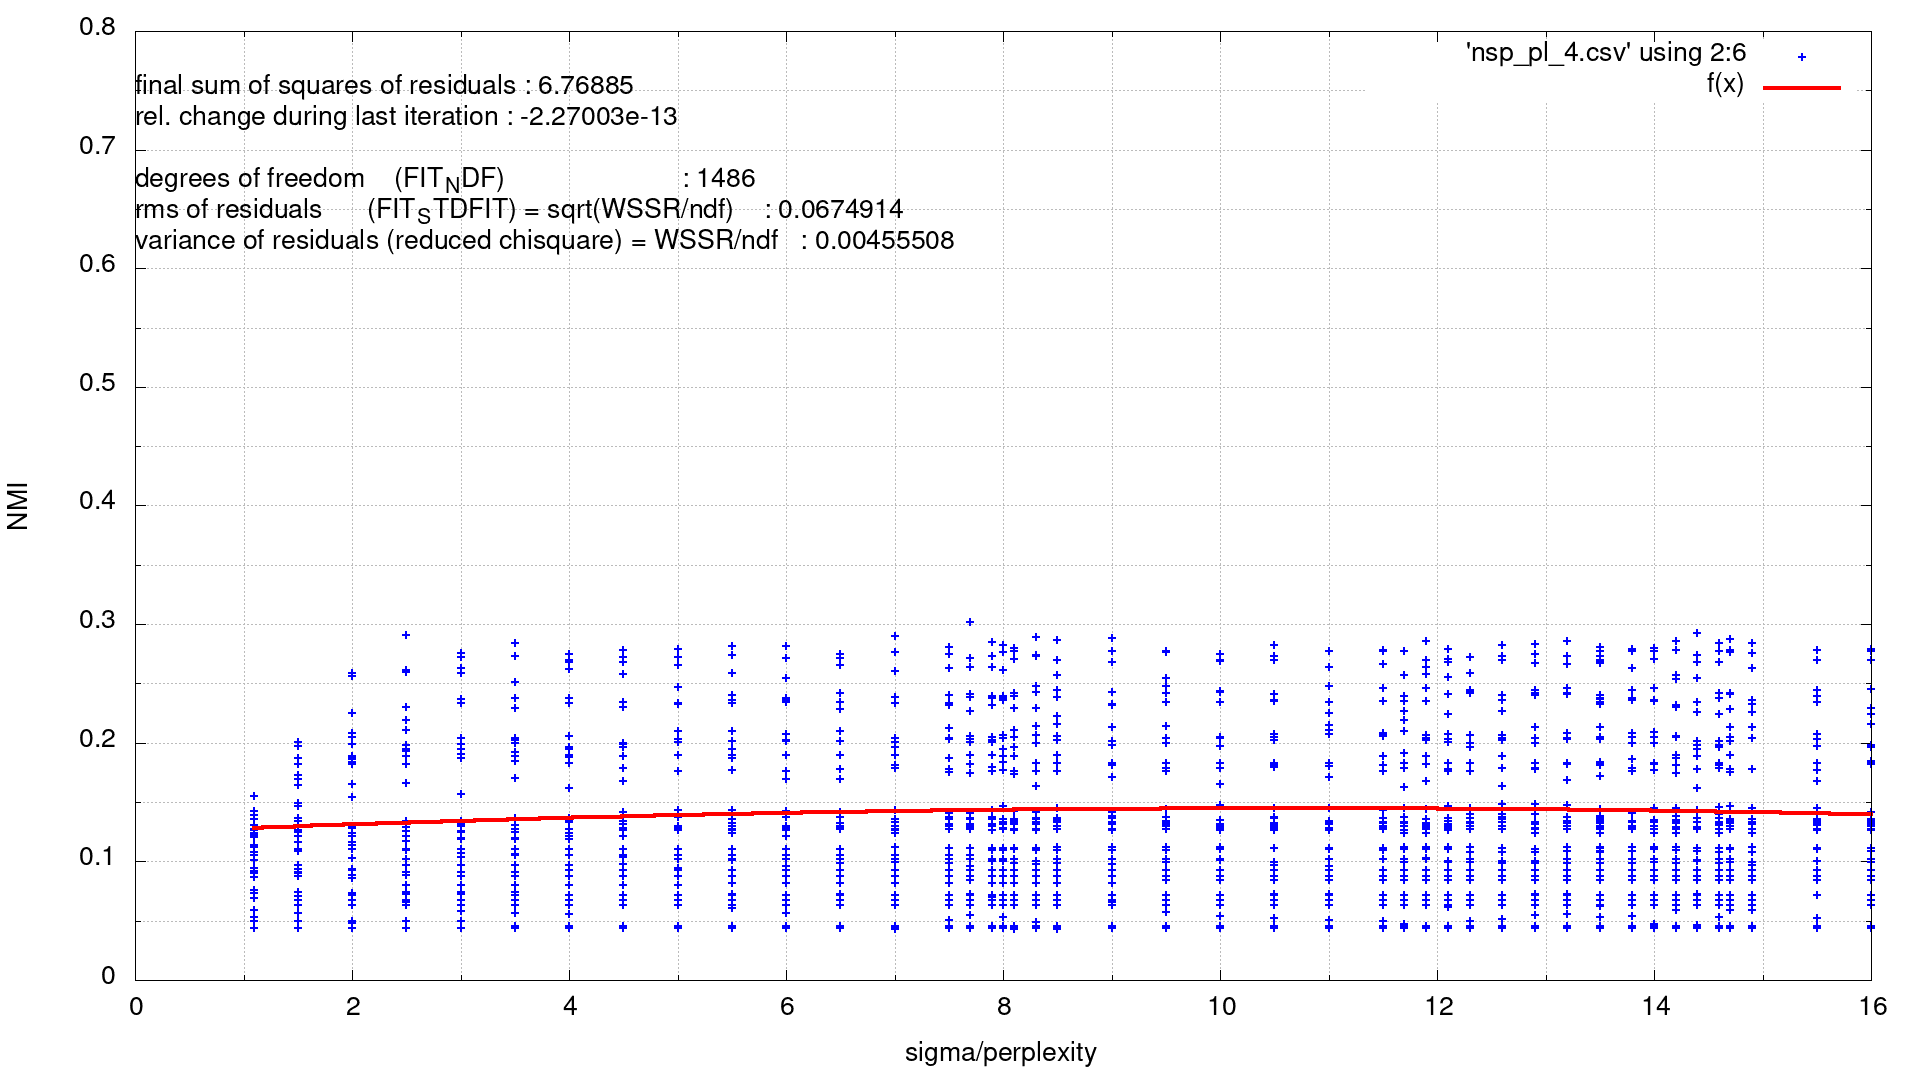 'nsp_pl_4.csv' using 2:6
f(x)
final sum of squares of residuals : 6.76885
rel. change during last iteration : -2.27003e-13
degrees of freedom (FIT_NDF) : 1486
rms of residuals (FIT_STDFIT) = sqrt(WSSR/ndf) : 0.0674914
variance of residuals (reduced chisquare) = WSSR/ndf : 0.00455508
0.8
0.7
0.6
0.5
0.4
0.3
0.2
0.1
0
NMI
0 2 4 6 8 10 12 14 16
sigma/perplexity